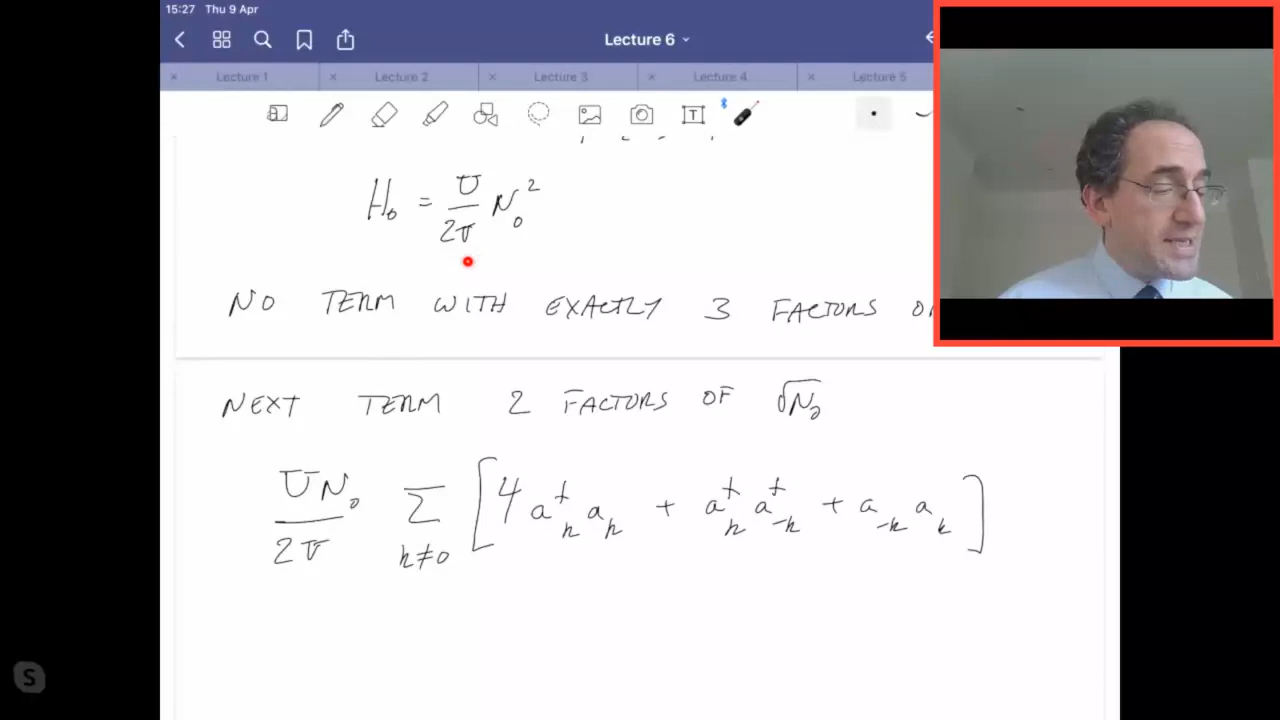 15:27 Thu 9 Apr
Lecture 6
Lecture 1 Lecture 2 Lecture 3 Lecture 4 Lecture 5
T
H₀ = U/2V N₀²
NO TERM WITH EXACTLY 3 FACTORS O
NEXT TERM 2 FACTORS OF √N₀
UN₀/2V Σ_{k≠0} [4 a†_k a_k + a†_k a†_{-k} + a_{-k} a_k]
S